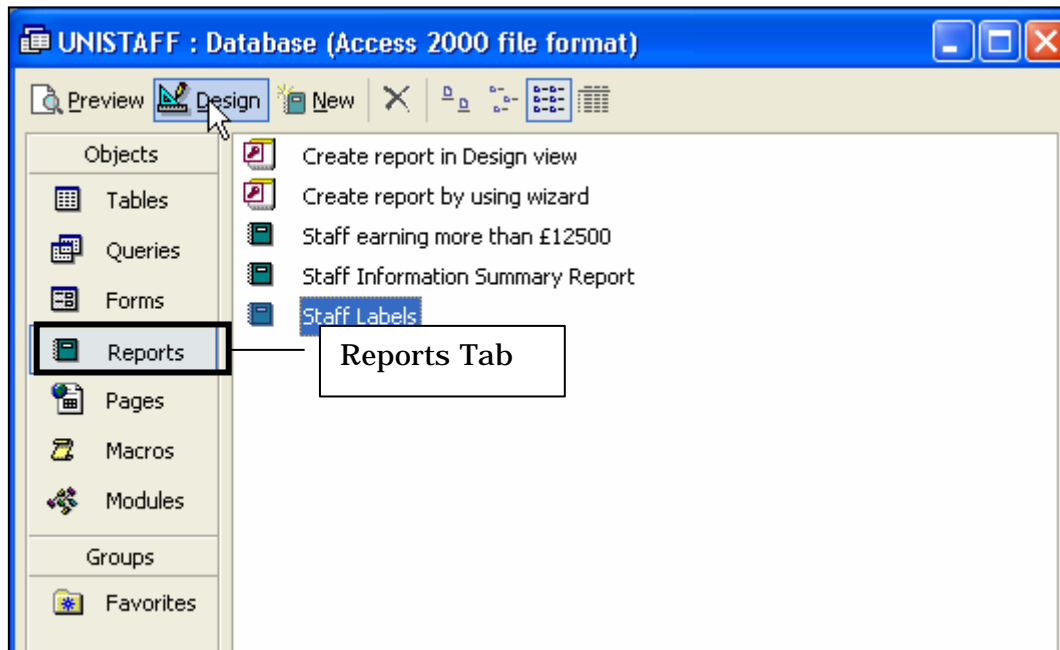 UNISTAFF : Database (Access 2000 file format)
Preview Design New
Objects
Tables
Queries
Forms
Reports
Pages
Macros
Modules
Groups
Favorites
Create report in Design view
Create report by using wizard
Staff earning more than £12500
Staff Information Summary Report
Staff Labels
Reports Tab